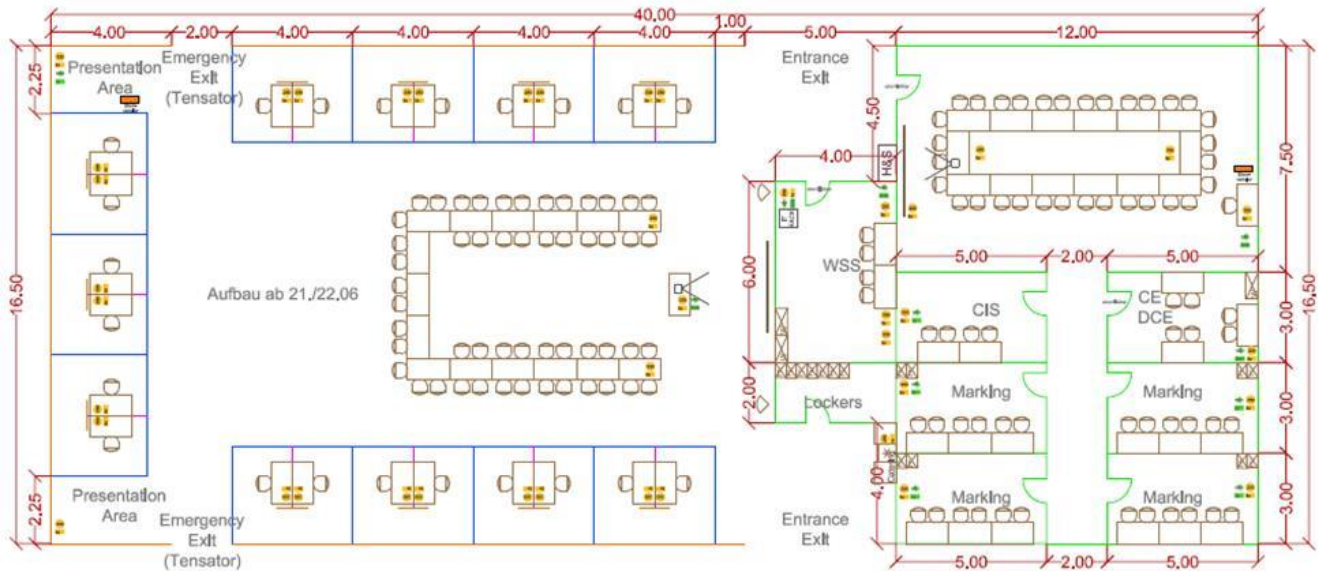 40.00
4.00
2.00
4.00
4.00
4.00
4.00
1.00
5.00
12.00
2.25
Presentation
Area
Emergency
Exit
(Tensator)
Entrance
Exit
4.50
H&S
7.50
4.00
16.50
Aufbau ab 21./22.06
6.00
WSS
5.00
2.00
5.00
16.50
CIS
CE
DCE
3.00
2.00
Lockers
Marking
Marking
3.00
4.00
Marking
Marking
3.00
2.25
Presentation
Area
Emergency
Exit
(Tensator)
Entrance
Exit
5.00
2.00
5.00